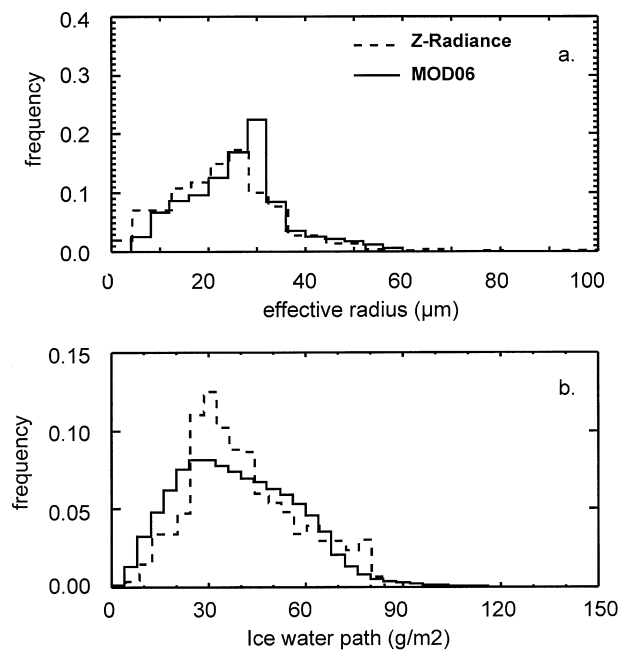 0.4
0.3
0.2
0.1
0.0
frequency
Z-Radiance
MOD06
a.
0 20 40 60 80 100
effective radius (μm)
0.15
0.10
0.05
0.00
frequency
b.
0 30 60 90 120 150
Ice water path (g/m2)